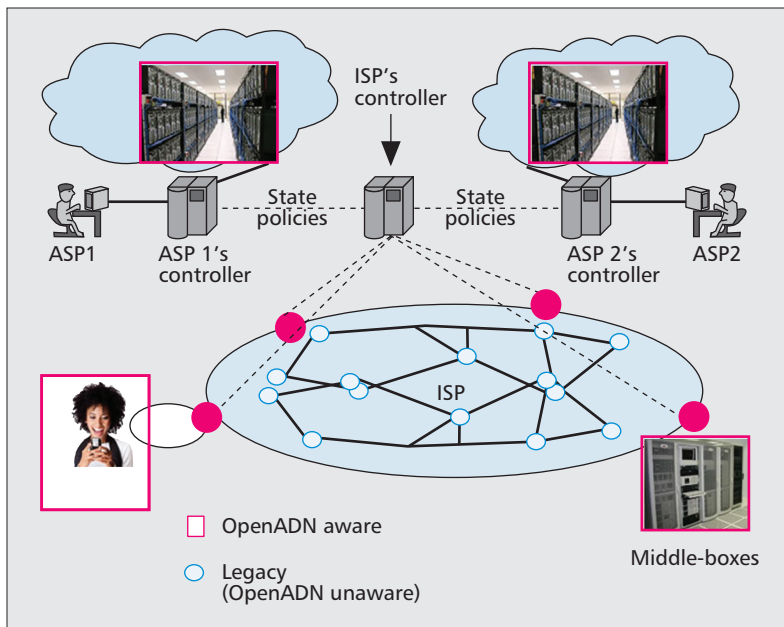 ISP's
controller
State
policies
State
policies
ASP1
ASP 1's
controller
ASP 2's
controller
ASP2
ISP
OpenADN aware
Legacy
(OpenADN unaware)
Middle-boxes